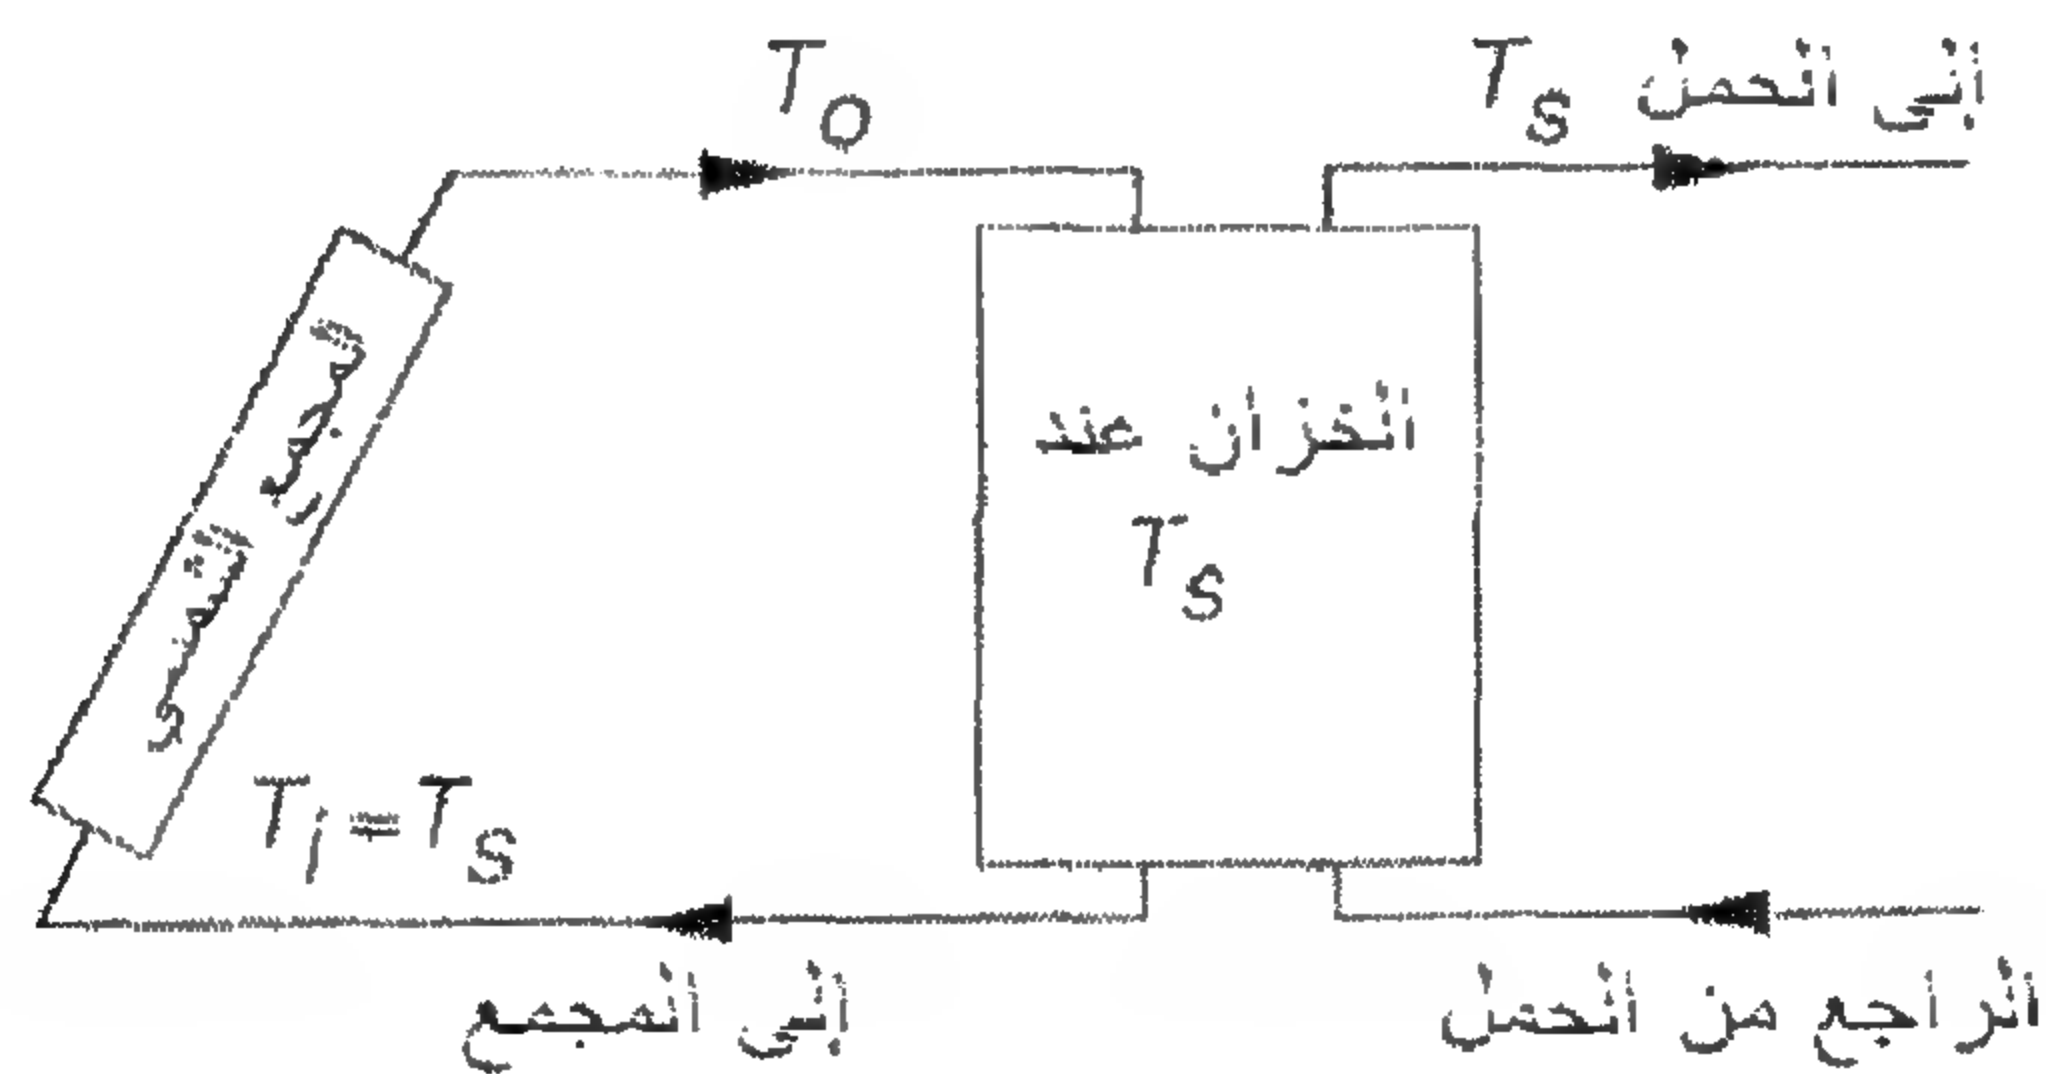 T_O
T_S إلى الحمل
المجمع الشمسي
الخزان عند
T_S
T_i=T_S
إلى المجمع
الراجع من الحمل